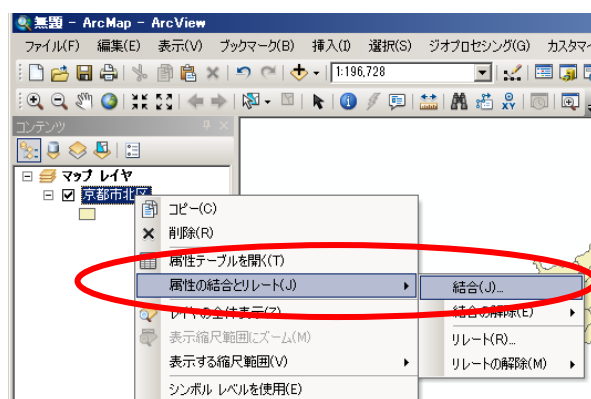 無題 - ArcMap - ArcView
ファイル(F) 編集(E) 表示(V) ブックマーク(B) 挿入(I) 選択(S) ジオプロセシング(G) カスタマ
1:196,728
コンテンツ
マップ レイヤ
京都市北区
コピー(C)
削除(R)
属性テーブルを開く(T)
属性の結合とリレート(J)
結合(J)...
レイヤの全体表示(Z)
結合の解除(E)
表示縮尺範囲にズーム(M)
リレート(R)...
表示する縮尺範囲(V)
リレートの解除(M)
シンボル レベルを使用(E)